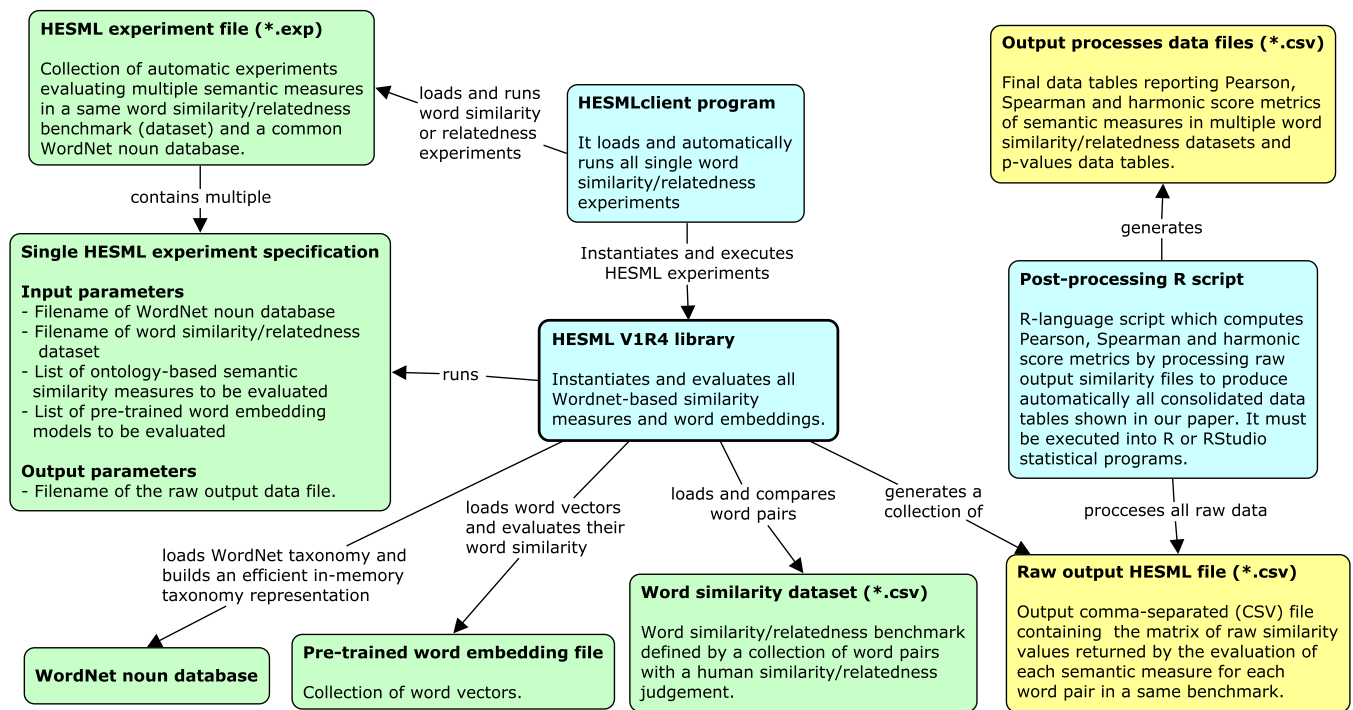 HESML experiment file (*.exp)
Collection of automatic experiments
evaluating multiple semantic measures
in a same word similarity/relatedness
benchmark (dataset) and a common
WordNet noun database.
loads and runs
word similarity
or relatedness
experiments
HESMLclient program
It loads and automatically
runs all single word
similarity/relatedness
experiments
Output processes data files (*.csv)
Final data tables reporting Pearson,
Spearman and harmonic score metrics
of semantic measures in multiple word
similarity/relatedness datasets and
p-values data tables.
contains multiple
Instantiates and executes
HESML experiments
generates
Single HESML experiment specification
Input parameters
- Filename of WordNet noun database
- Filename of word similarity/relatedness
dataset
- List of ontology-based semantic
similarity measures to be evaluated
- List of pre-trained word embedding
models to be evaluated
Output parameters
- Filename of the raw output data file.
runs
HESML V1R4 library
Instantiates and evaluates all
Wordnet-based similarity
measures and word embeddings.
Post-processing R script
R-language script which computes
Pearson, Spearman and harmonic
score metrics by processing raw
output similarity files to produce
automatically all consolidated data
tables shown in our paper. It must
be executed into R or RStudio
statistical programs.
loads WordNet taxonomy and
builds an efficient in-memory
taxonomy representation
loads word vectors
and evaluates their
word similarity
loads and compares
word pairs
generates a
collection of
procceses all raw data
WordNet noun database
Pre-trained word embedding file
Collection of word vectors.
Word similarity dataset (*.csv)
Word similarity/relatedness benchmark
defined by a collection of word pairs
with a human similarity/relatedness
judgement.
Raw output HESML file (*.csv)
Output comma-separated (CSV) file
containing  the matrix of raw similarity
values returned by the evaluation of
each semantic measure for each
word pair in a same benchmark.